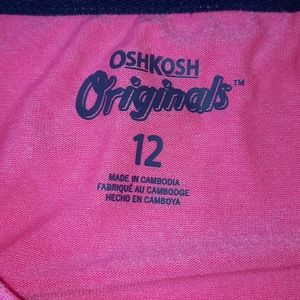 OSHKOSH
Originals™
12
MADE IN CAMBODIA
FABRIQUÉ AU CAMBODGE
HECHO EN CAMBOYA